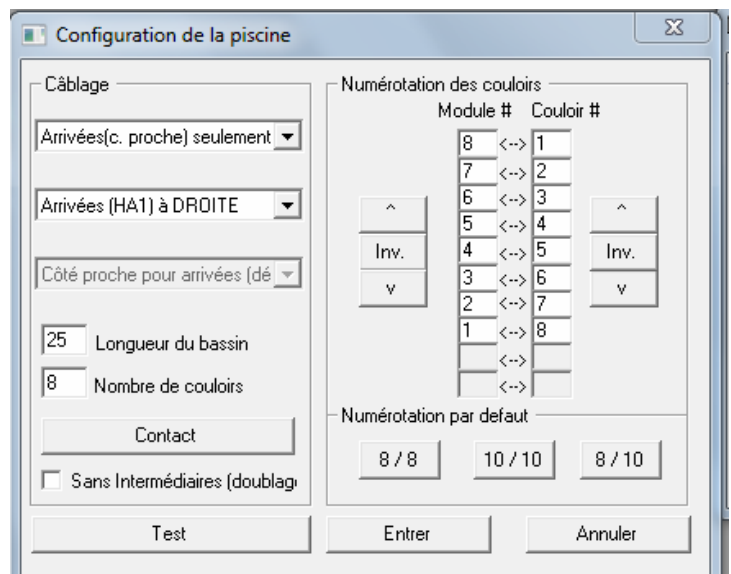 Configuration de la piscine
Câblage
Arrivées(c. proche) seulement
Arrivées (HA1) à DROITE
Côté proche pour arrivées (dé
25 Longueur du bassin
8 Nombre de couloirs
Contact
Sans Intermédiaires (doublag
Numérotation des couloirs
Module # Couloir #
8 <--> 1
7 <--> 2
6 <--> 3
5 <--> 4
4 <--> 5
3 <--> 6
2 <--> 7
1 <--> 8
<-->
<-->
^
Inv.
v
^
Inv.
v
Numérotation par defaut
8 / 8 10 / 10 8 / 10
Test Entrer Annuler